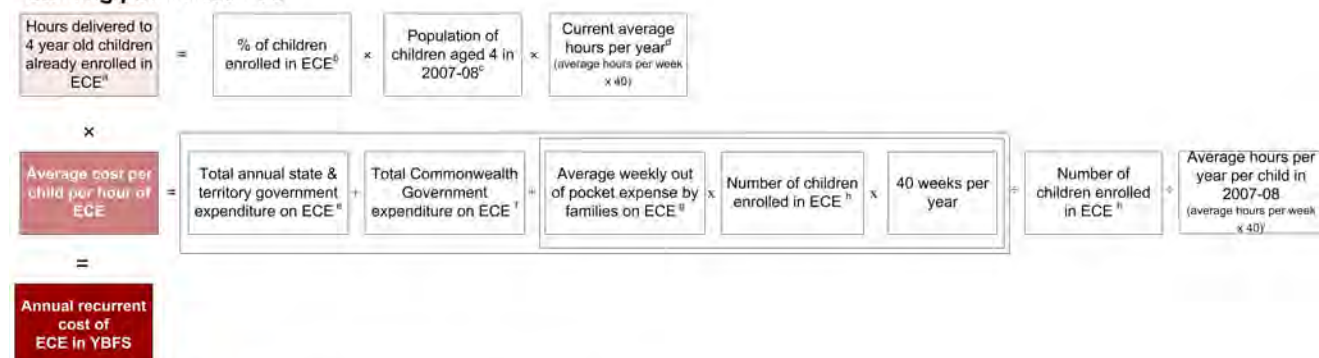 Hours delivered to
4 year old children
already enrolled in
ECEᵃ
=
% of children
enrolled in ECEᵇ
×
Population of
children aged 4 in
2007-08ᶜ
×
Current average
hours per yearᵈ
(average hours per week
x 40)
×
Average cost per
child per hour of
ECE
=
Total annual state &
territory government
expenditure on ECE ᵉ
+
Total Commonwealth
Government
expenditure on ECE ᶠ
+
Average weekly out
of pocket expense by
families on ECE ᵍ
x
Number of children
enrolled in ECE ʰ
x
40 weeks per
year
÷
Number of
children enrolled
in ECE ʰ
÷
Average hours per
year per child in
2007-08
(average hours per week
x 40)ⁱ
=
Annual recurrent
cost of
ECE in YBFS